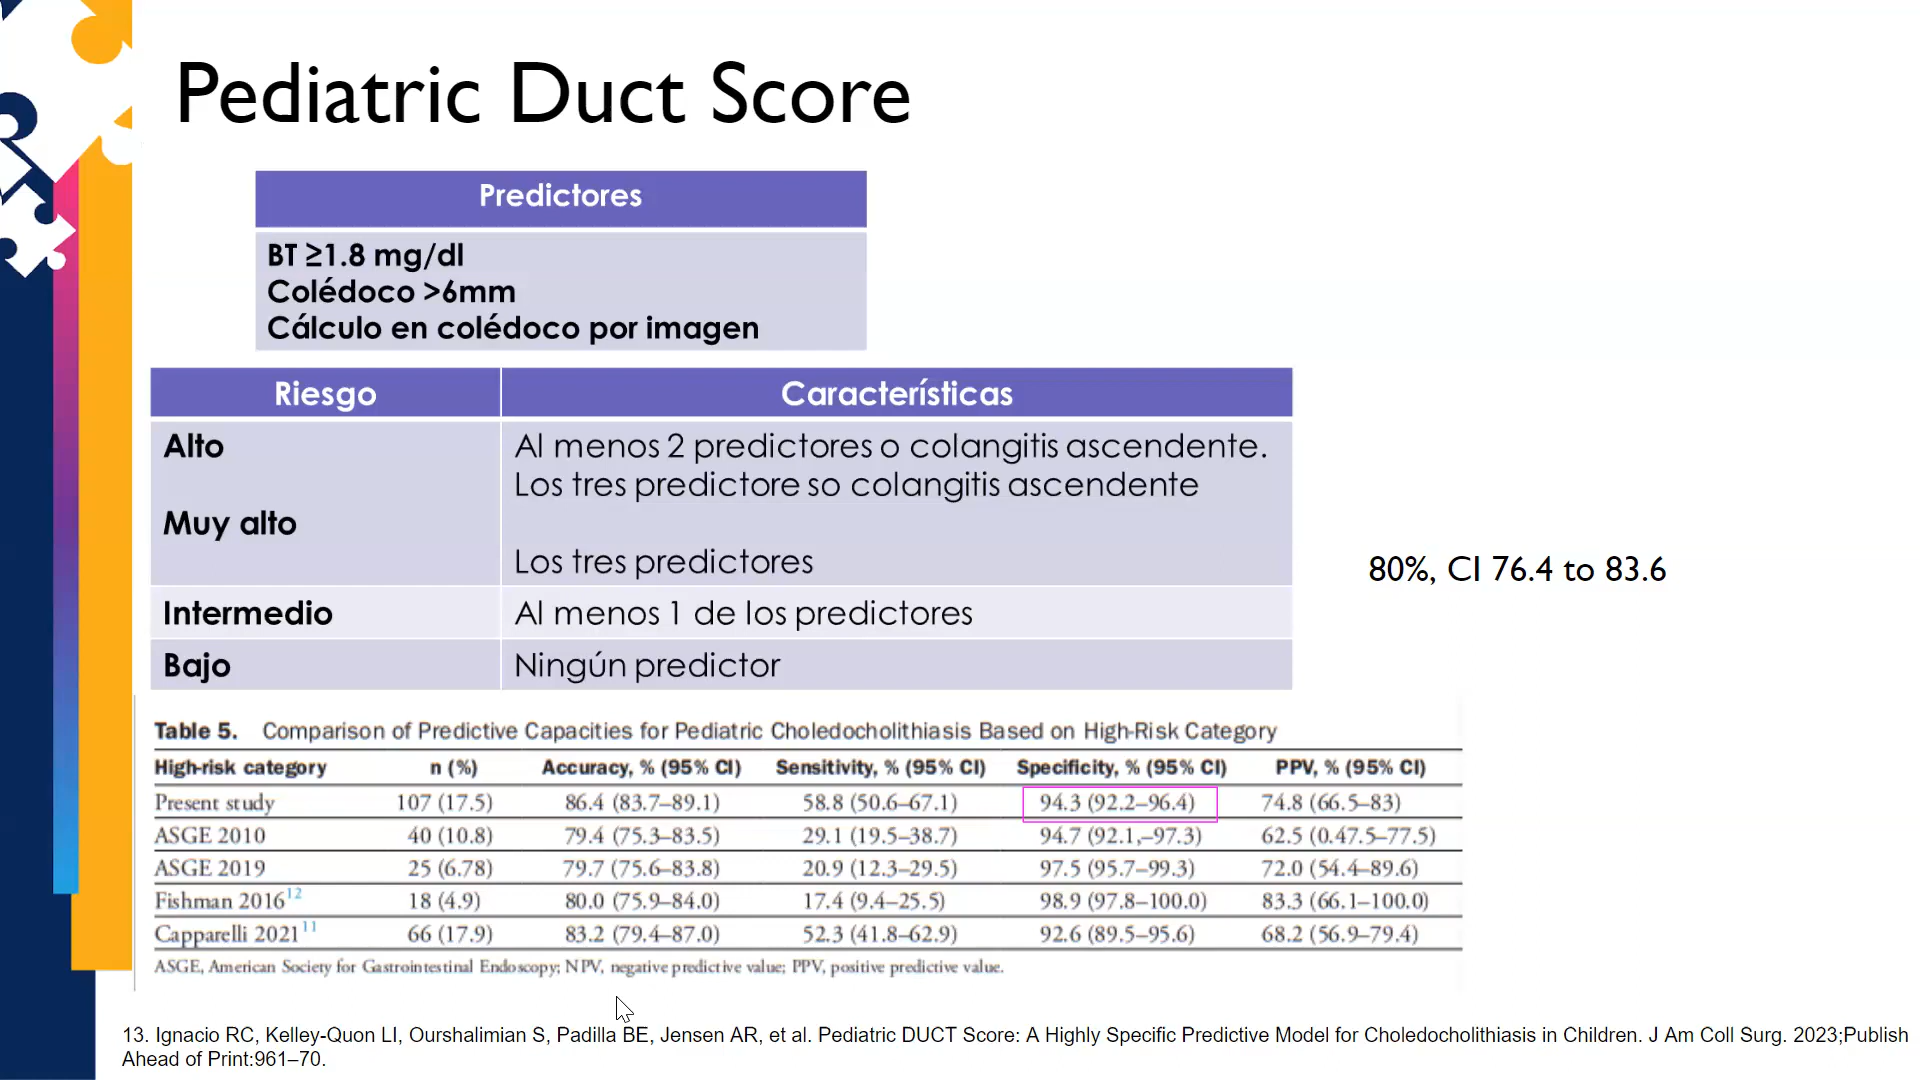 Pediatric Duct Score
Predictores
BT ≥1.8 mg/dl
Colédoco >6mm
Cálculo en colédoco por imagen
Riesgo Características
Alto Al menos 2 predictores o colangitis ascendente.
Los tres predictore so colangitis ascendente
Muy alto
Los tres predictores
Intermedio Al menos 1 de los predictores
Bajo Ningún predictor
80%, CI 76.4 to 83.6
Table 5. Comparison of Predictive Capacities for Pediatric Choledocholithiasis Based on High-Risk Category
High-risk category n (%) Accuracy, % (95% CI) Sensitivity, % (95% CI) Specificity, % (95% CI) PPV, % (95% CI)
Present study 107 (17.5) 86.4 (83.7–89.1) 58.8 (50.6–67.1) 94.3 (92.2–96.4) 74.8 (66.5–83)
ASGE 2010 40 (10.8) 79.4 (75.3–83.5) 29.1 (19.5–38.7) 94.7 (92.1,–97.3) 62.5 (0.47.5–77.5)
ASGE 2019 25 (6.78) 79.7 (75.6–83.8) 20.9 (12.3–29.5) 97.5 (95.7–99.3) 72.0 (54.4–89.6)
Fishman 2016¹² 18 (4.9) 80.0 (75.9–84.0) 17.4 (9.4–25.5) 98.9 (97.8–100.0) 83.3 (66.1–100.0)
Capparelli 2021¹¹ 66 (17.9) 83.2 (79.4–87.0) 52.3 (41.8–62.9) 92.6 (89.5–95.6) 68.2 (56.9–79.4)
ASGE, American Society for Gastrointestinal Endoscopy; NPV, negative predictive value; PPV, positive predictive value.
13. Ignacio RC, Kelley-Quon LI, Ourshalimian S, Padilla BE, Jensen AR, et al. Pediatric DUCT Score: A Highly Specific Predictive Model for Choledocholithiasis in Children. J Am Coll Surg. 2023;Publish
Ahead of Print:961–70.